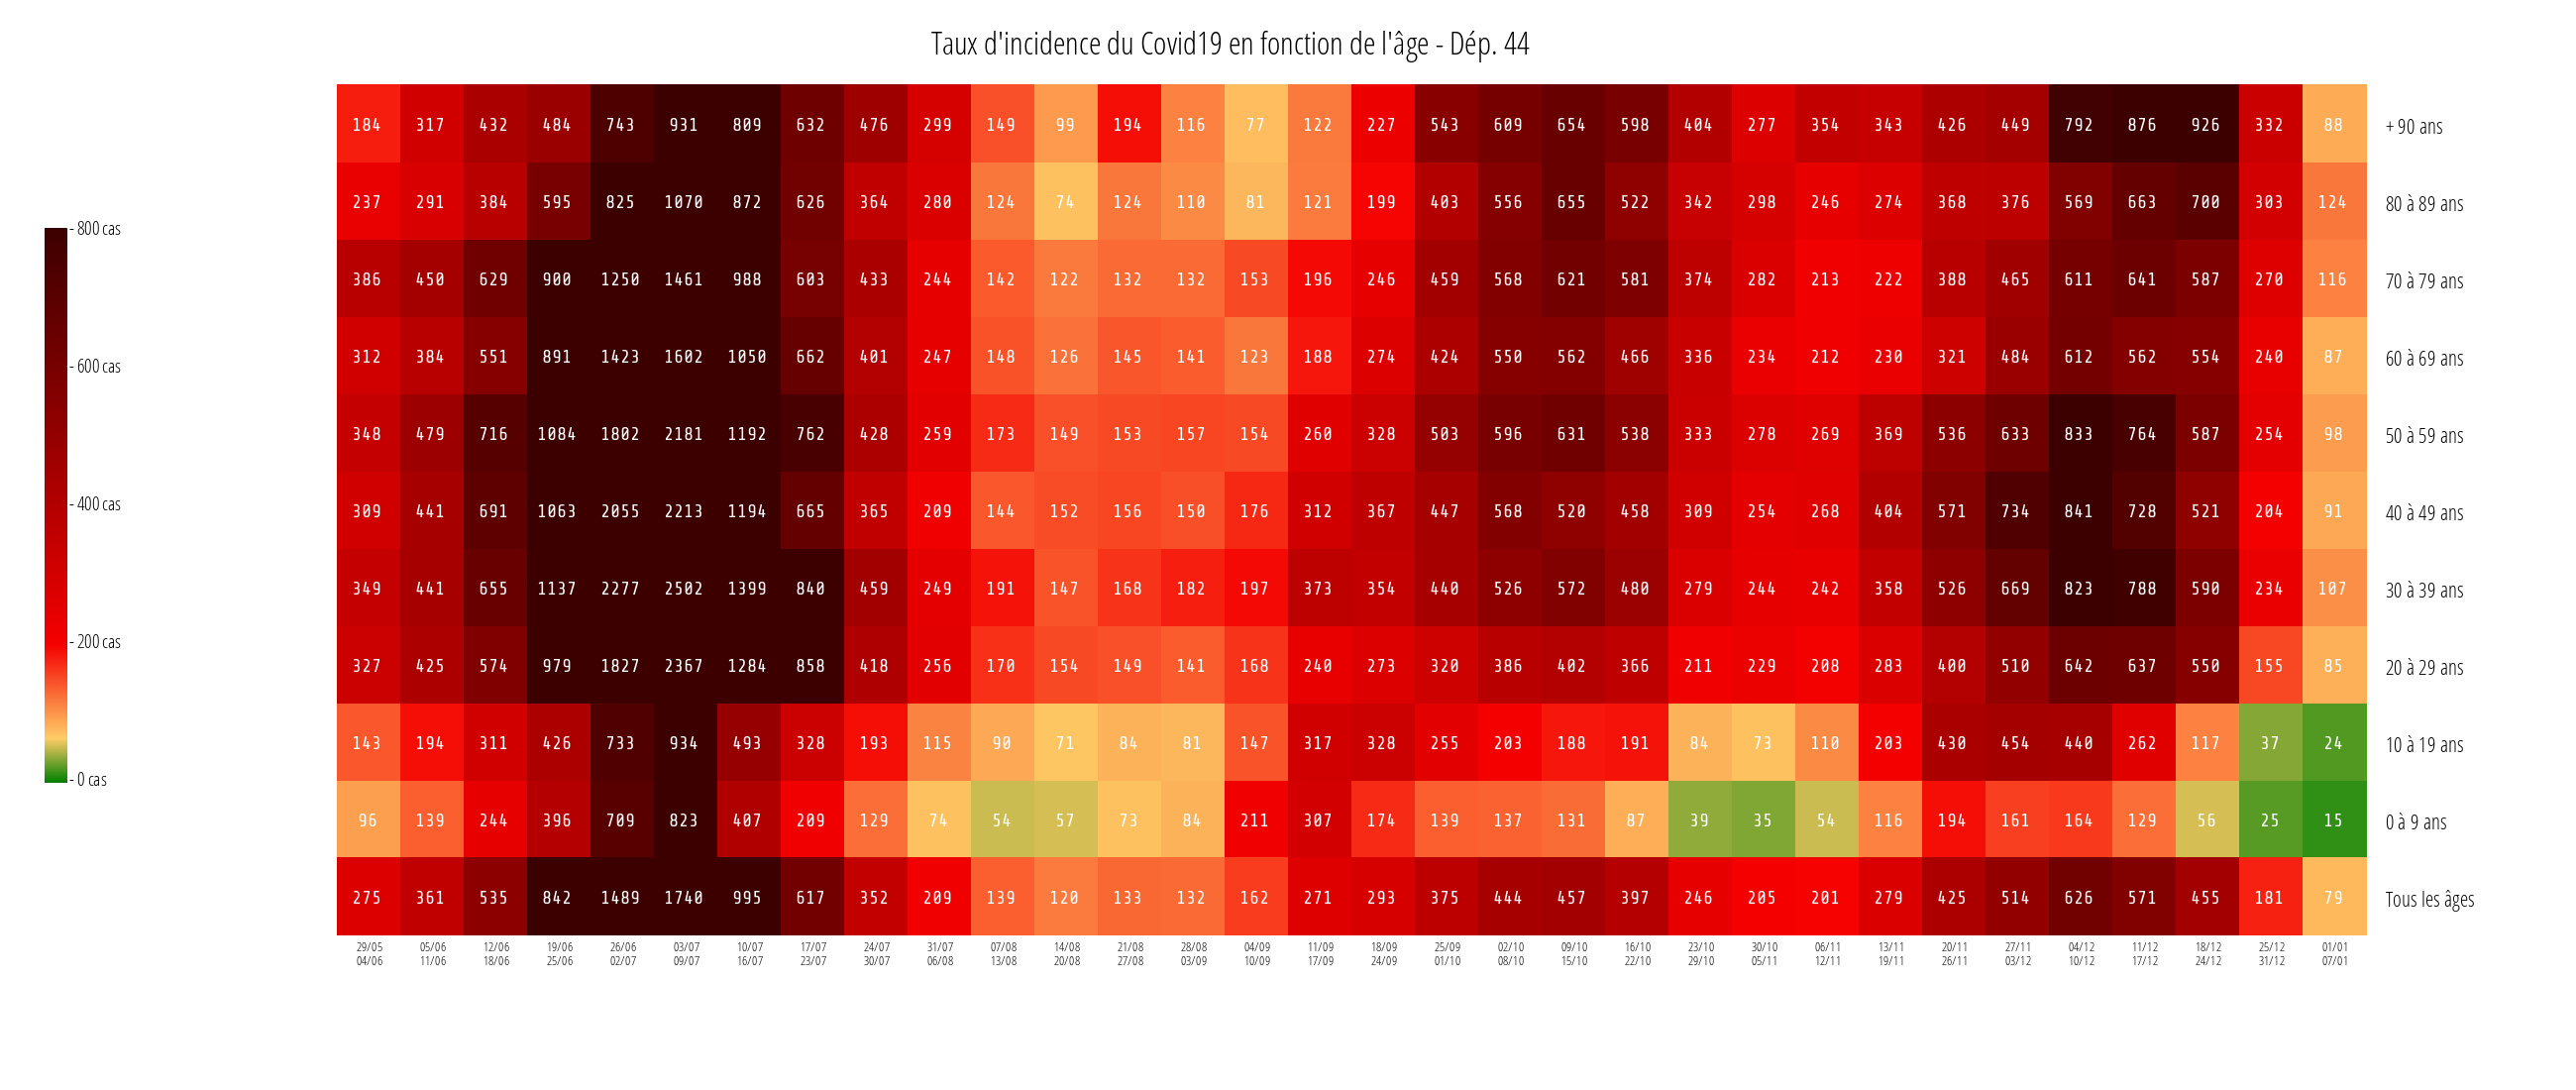 Taux d'incidence du Covid19 en fonction de l'âge - Dép. 44
- 800 cas
- 600 cas
- 400 cas
- 200 cas
- 0 cas
184 317 432 484 743 931 809 632 476 299 149 99 194 116 77 122 227 543 609 654 598 404 277 354 343 426 449 792 876 926 332 88 + 90 ans
237 291 384 595 825 1070 872 626 364 280 124 74 124 110 81 121 199 403 556 655 522 342 298 246 274 368 376 569 663 700 303 124 80 à 89 ans
386 450 629 900 1250 1461 988 603 433 244 142 122 132 132 153 196 246 459 568 621 581 374 282 213 222 388 465 611 641 587 270 116 70 à 79 ans
312 384 551 891 1423 1602 1050 662 401 247 148 126 145 141 123 188 274 424 550 562 466 336 234 212 230 321 484 612 562 554 240 87 60 à 69 ans
348 479 716 1084 1802 2181 1192 762 428 259 173 149 153 157 154 260 328 503 596 631 538 333 278 269 369 536 633 833 764 587 254 98 50 à 59 ans
309 441 691 1063 2055 2213 1194 665 365 209 144 152 156 150 176 312 367 447 568 520 458 309 254 268 404 571 734 841 728 521 204 91 40 à 49 ans
349 441 655 1137 2277 2502 1399 840 459 249 191 147 168 182 197 373 354 440 526 572 480 279 244 242 358 526 669 823 788 590 234 107 30 à 39 ans
327 425 574 979 1827 2367 1284 858 418 256 170 154 149 141 168 240 273 320 386 402 366 211 229 208 283 400 510 642 637 550 155 85 20 à 29 ans
143 194 311 426 733 934 493 328 193 115 90 71 84 81 147 317 328 255 203 188 191 84 73 110 203 430 454 440 262 117 37 24 10 à 19 ans
96 139 244 396 709 823 407 209 129 74 54 57 73 84 211 307 174 139 137 131 87 39 35 54 116 194 161 164 129 56 25 15 0 à 9 ans
275 361 535 842 1489 1740 995 617 352 209 139 120 133 132 162 271 293 375 444 457 397 246 205 201 279 425 514 626 571 455 181 79 Tous les âges
29/05 05/06 12/06 19/06 26/06 03/07 10/07 17/07 24/07 31/07 07/08 14/08 21/08 28/08 04/09 11/09 18/09 25/09 02/10 09/10 16/10 23/10 30/10 06/11 13/11 20/11 27/11 04/12 11/12 18/12 25/12 01/01
04/06 11/06 18/06 25/06 02/07 09/07 16/07 23/07 30/07 06/08 13/08 20/08 27/08 03/09 10/09 17/09 24/09 01/10 08/10 15/10 22/10 29/10 05/11 12/11 19/11 26/11 03/12 10/12 17/12 24/12 31/12 07/01